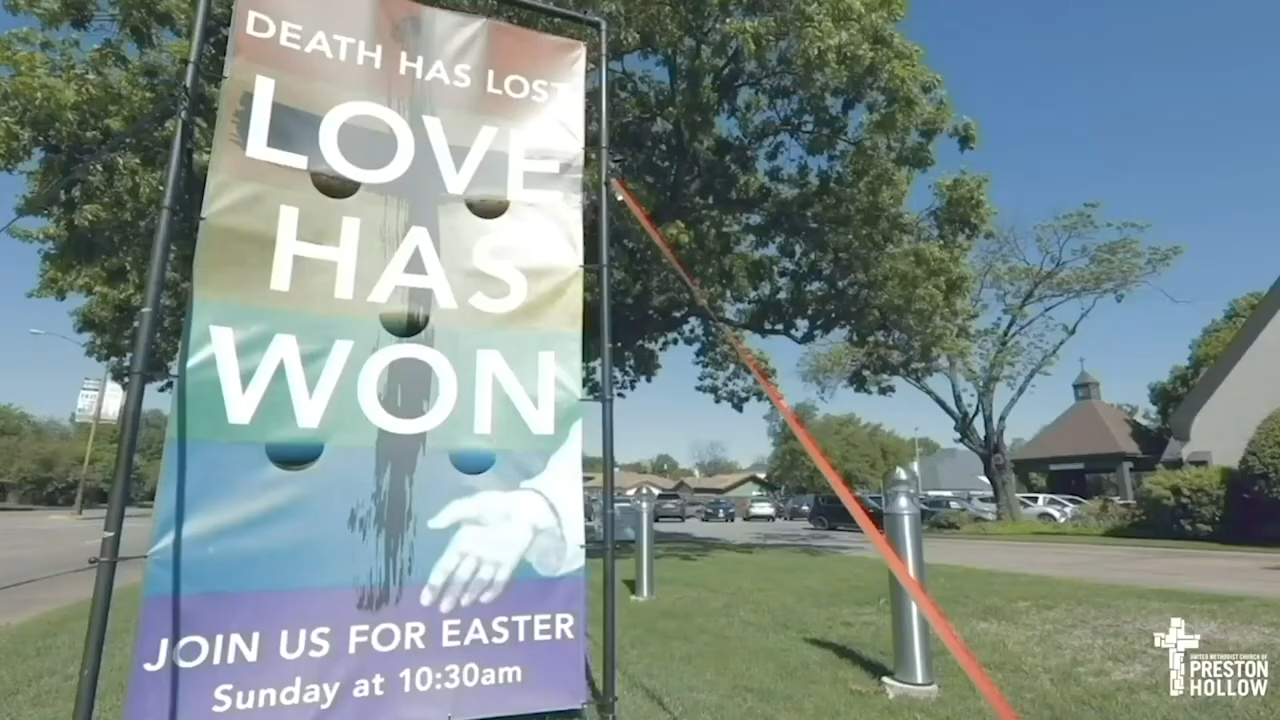 DEATH HAS LOST
LOVE
HAS
WON
JOIN US FOR EASTER
Sunday at 10:30am
UNITED METHODIST CHURCH OF
PRESTON
HOLLOW